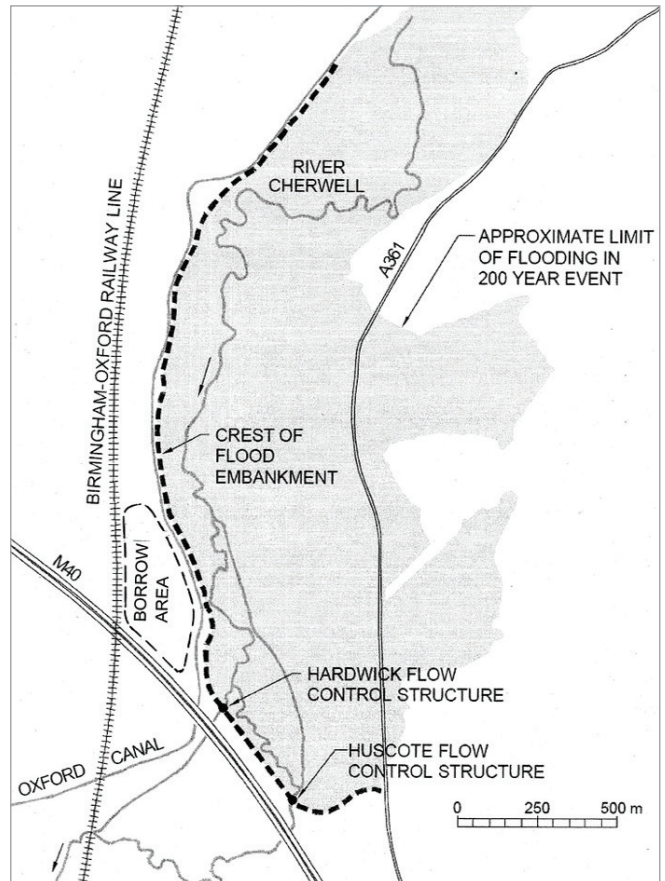 RIVER
CHERWELL
APPROXIMATE LIMIT
OF FLOODING IN
200 YEAR EVENT
A361
BIRMINGHAM-OXFORD RAILWAY LINE
CREST OF
FLOOD
EMBANKMENT
BORROW
AREA
M40
HARDWICK FLOW
CONTROL STRUCTURE
OXFORD CANAL
HUSCOTE FLOW
CONTROL STRUCTURE
0 250 500 m